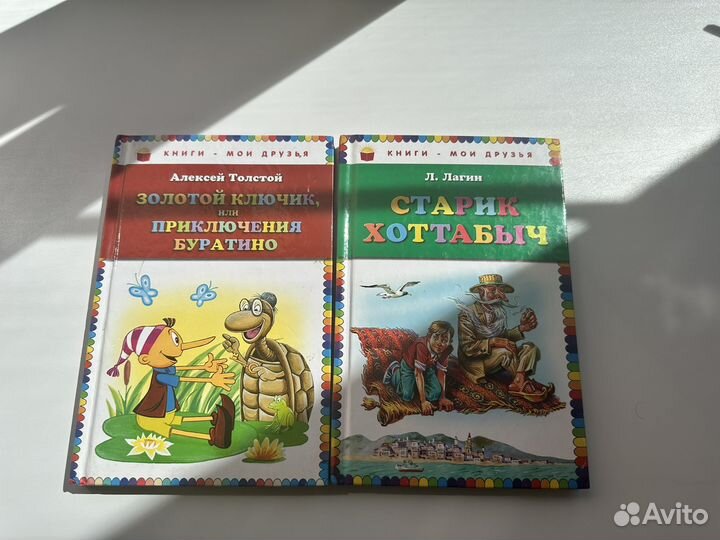 КНИГИ - МОИ ДРУЗЬЯ
Алексей Толстой
ЗОЛОТОЙ КЛЮЧИК,
ИЛИ
ПРИКЛЮЧЕНИЯ
БУРАТИНО
КНИГИ - МОИ ДРУЗЬЯ
Л. Лагин
СТАРИК
ХОТТАБЫЧ
Avito